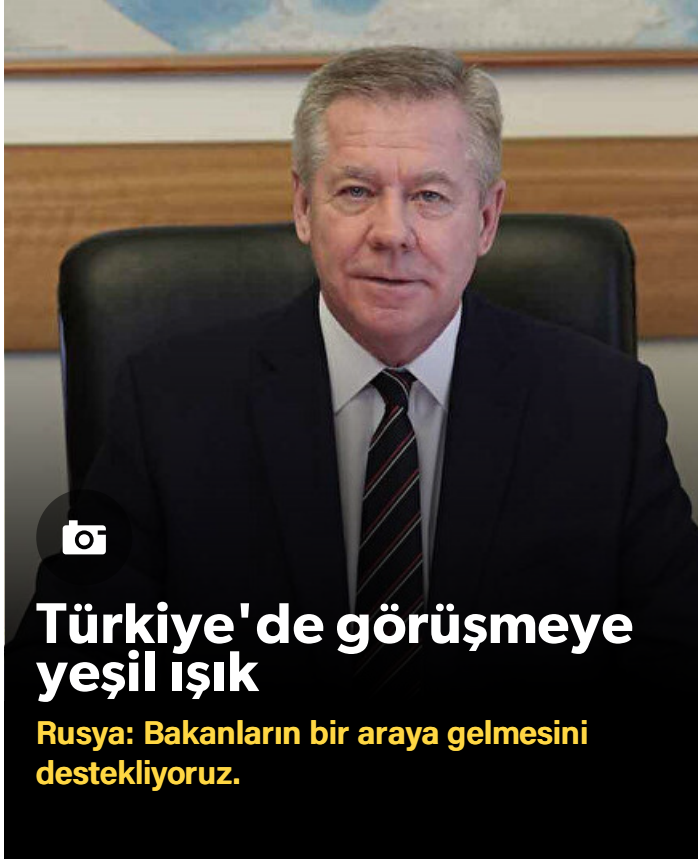 Türkiye'de görüşmeye
yeşil ışık
Rusya: Bakanların bir araya gelmesini
destekliyoruz.